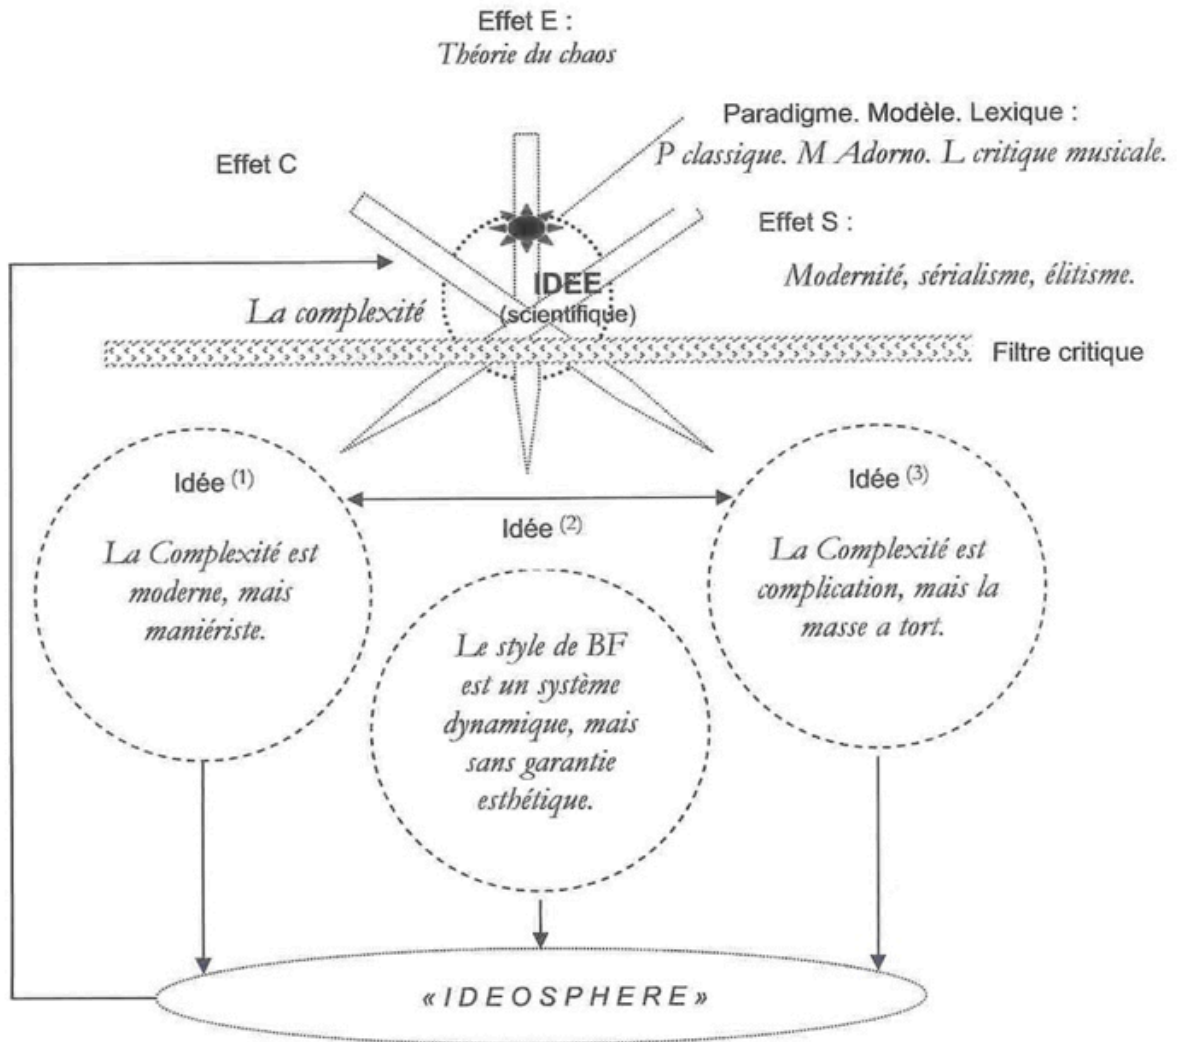 Effet E :
Théorie du chaos
Paradigme. Modèle. Lexique :
P classique. M Adorno. L critique musicale.
Effet C
Effet S :
Modernité, sérialisme, élitisme.
IDEE
(scientifique)
La complexité
Filtre critique
Idée (1)
La Complexité est
moderne, mais
maniériste.
Idée (2)
Le style de BF
est un système
dynamique, mais
sans garantie
esthétique.
Idée (3)
La Complexité est
complication, mais la
masse a tort.
« IDEOSPHERE »